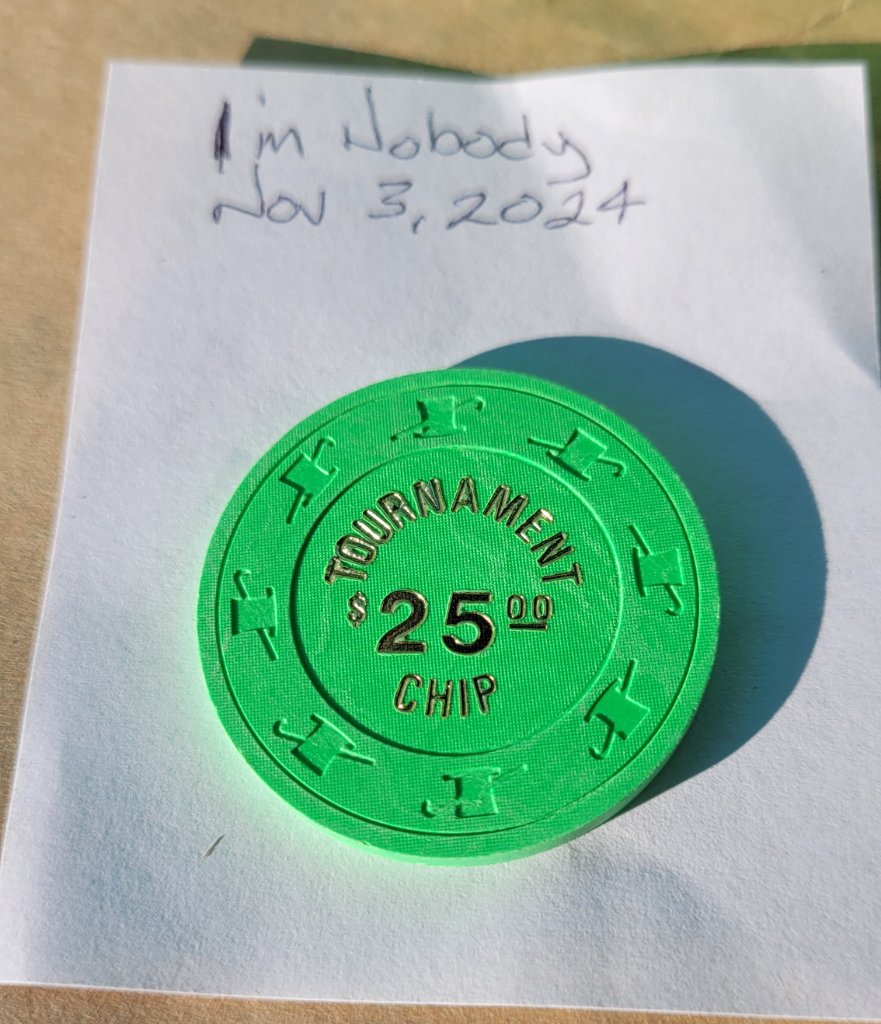 I'm Nobody
Nov 3, 2024
TOURNAMENT
$25.00
CHIP